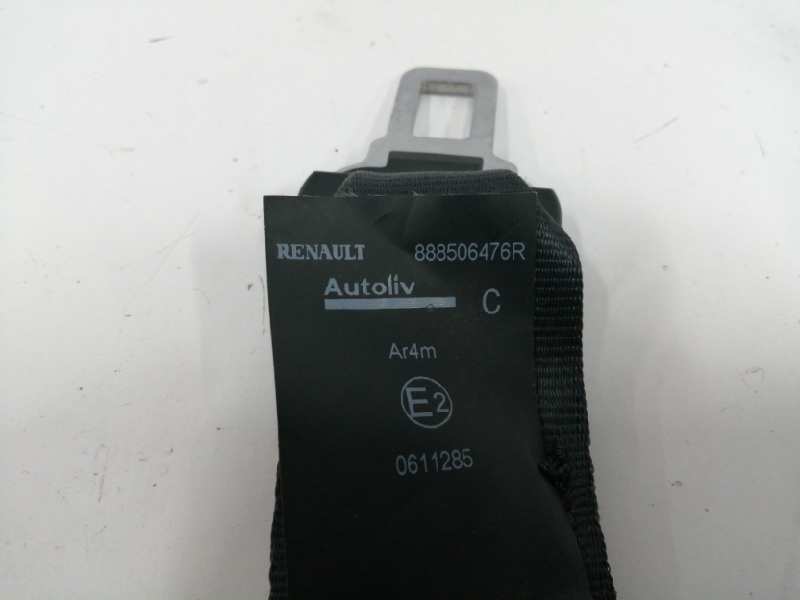 RENAULT 888506476R
Autoliv C
Ar4m
E2
0611285